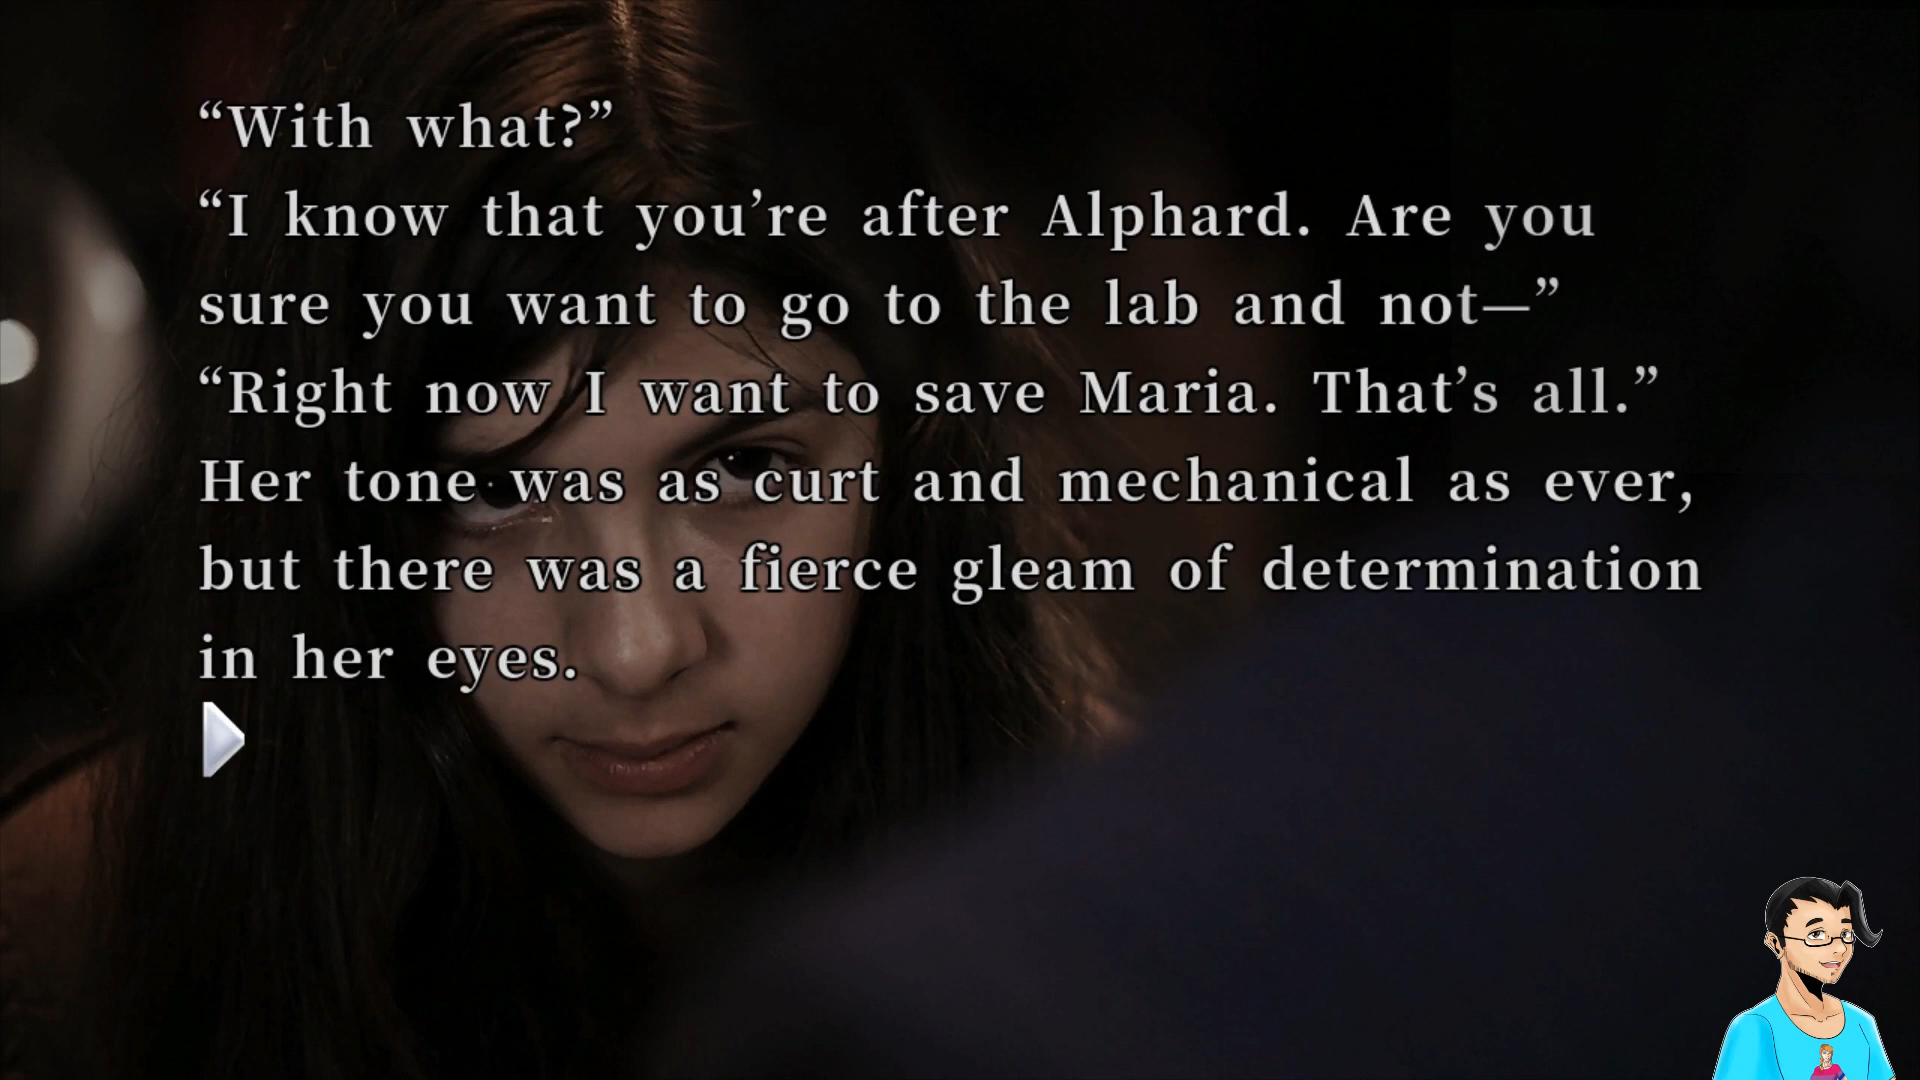 “With what?”
“I know that you’re after Alphard. Are you
sure you want to go to the lab and not—”
“Right now I want to save Maria. That’s all.”
Her tone was as curt and mechanical as ever,
but there was a fierce gleam of determination
in her eyes.